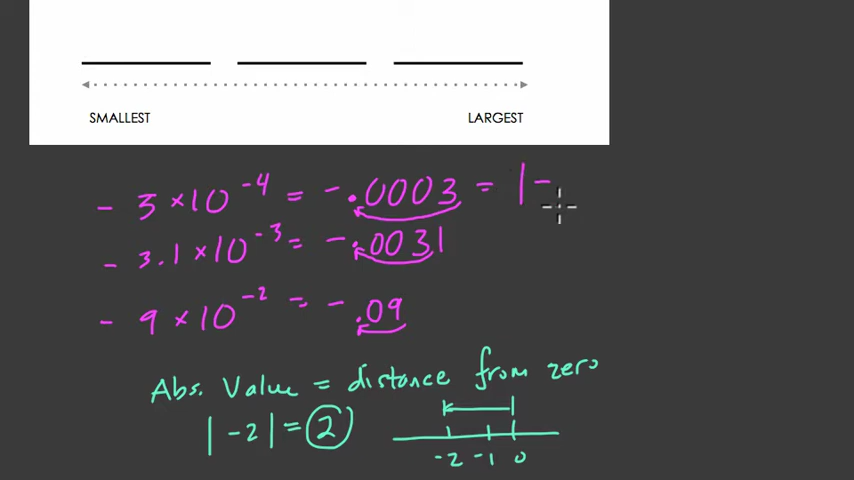 SMALLEST LARGEST
- 3 × 10⁻⁴ = -.0003 = |-
- 3.1 × 10⁻³ = -.0031
- 9 × 10⁻² = -.09
Abs. Value = distance from zero
|-2| = 2
-2 -1 0